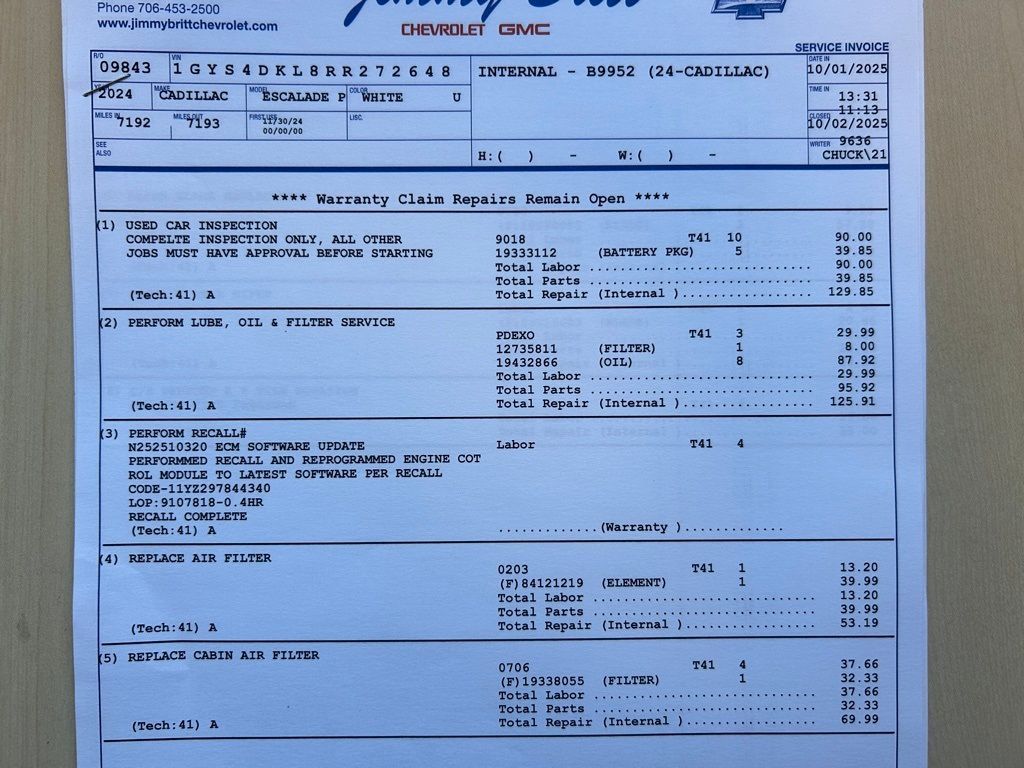 Phone 706-453-2500
www.jimmybrittchevrolet.com
CHEVROLET GMC
SERVICE INVOICE
R/O 09843 VIN 1GYS4DKL8RR272648 INTERNAL - B9952 (24-CADILLAC) DATE IN 10/01/2025
2024 MAKE CADILLAC MODEL ESCALADE P COLOR WHITE U TIME IN 13:31
11:13
MILES IN 7192 MILES OUT 7193 FIRST USE 11/30/24 LISC. CLOSED 10/02/2025
00/00/00
SEE ALSO H:( ) - W:( ) - WRITER 9636
CHUCK\21
**** Warranty Claim Repairs Remain Open ****
(1) USED CAR INSPECTION
COMPELTE INSPECTION ONLY, ALL OTHER 9018 T41 10 90.00
JOBS MUST HAVE APPROVAL BEFORE STARTING 19333112 (BATTERY PKG) 5 39.85
Total Labor ............................ 90.00
Total Parts ............................ 39.85
(Tech:41) A Total Repair (Internal )................. 129.85
(2) PERFORM LUBE, OIL & FILTER SERVICE
PDEXO T41 3 29.99
12735811 (FILTER) 1 8.00
19432866 (OIL) 8 87.92
Total Labor ............................ 29.99
Total Parts ............................ 95.92
(Tech:41) A Total Repair (Internal )................. 125.91
(3) PERFORM RECALL#
N252510320 ECM SOFTWARE UPDATE Labor T41 4
PERFORMMED RECALL AND REPROGRAMMED ENGINE COT
ROL MODULE TO LATEST SOFTWARE PER RECALL
CODE-11YZ297844340
LOP:9107818-0.4HR
RECALL COMPLETE
(Tech:41) A ............(Warranty )............
(4) REPLACE AIR FILTER
0203 T41 1 13.20
(F)84121219 (ELEMENT) 1 39.99
Total Labor ............................ 13.20
Total Parts ............................ 39.99
(Tech:41) A Total Repair (Internal )................. 53.19
(5) REPLACE CABIN AIR FILTER
0706 T41 4 37.66
(F)19338055 (FILTER) 1 32.33
Total Labor ............................ 37.66
Total Parts ............................ 32.33
(Tech:41) A Total Repair (Internal )................. 69.99